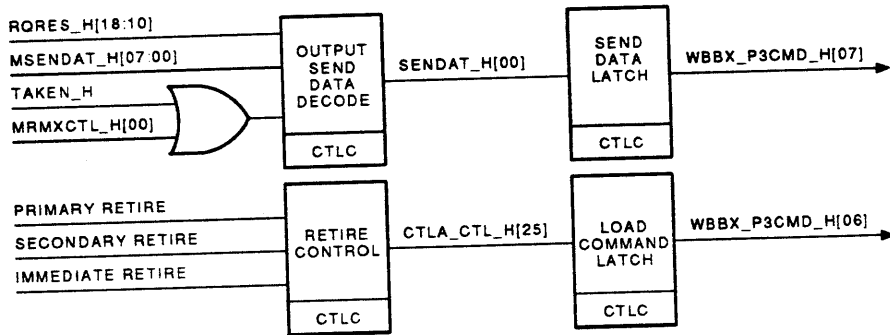 RQRES_H[18:10]
MSENDAT_H[07:00]
TAKEN_H
MRMXCTL_H[00]
OUTPUT
SEND
DATA
DECODE
CTLC
SENDAT_H[00]
SEND
DATA
LATCH
CTLC
WBBX_P3CMD_H[07]
PRIMARY RETIRE
SECONDARY RETIRE
IMMEDIATE RETIRE
RETIRE
CONTROL
CTLC
CTLA_CTL_H[25]
LOAD
COMMAND
LATCH
CTLC
WBBX_P3CMD_H[06]